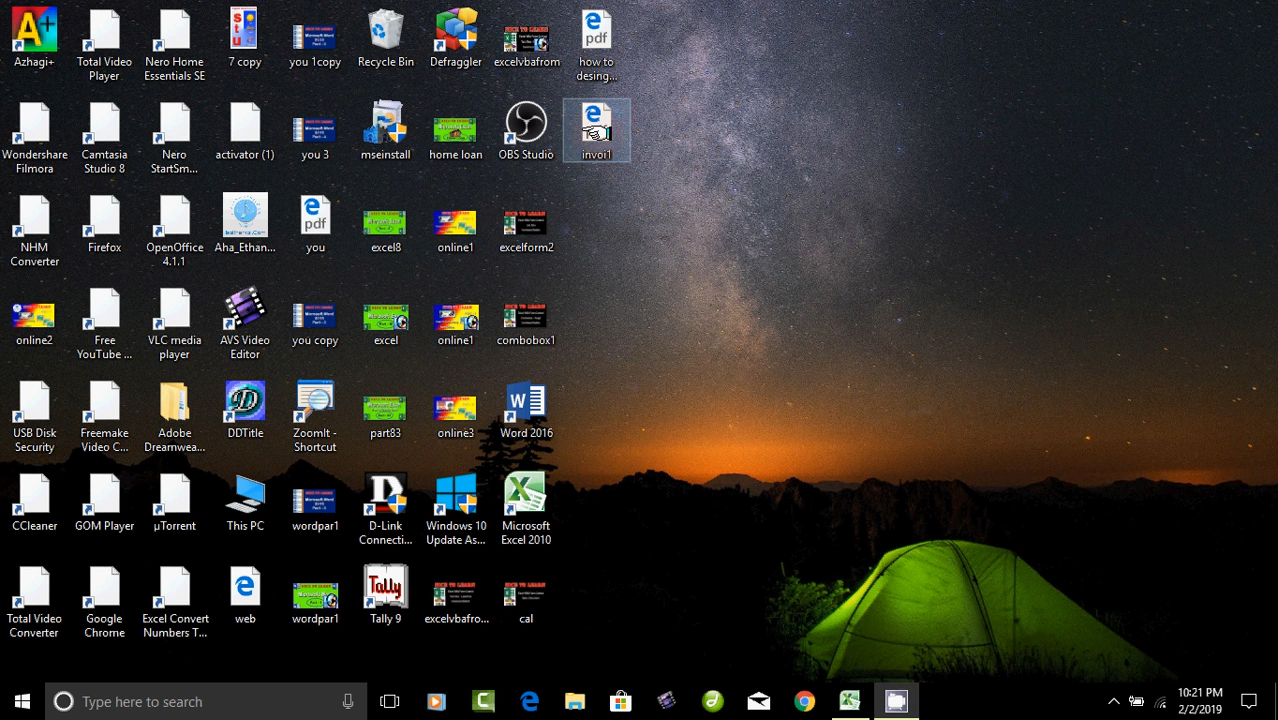 Azhagi+
Total Video
Player
Nero Home
Essentials SE
7 copy
you 1copy
Recycle Bin
Defraggler
excelvbafrom
how to
desing...
Wondershare
Filmora
Camtasia
Studio 8
Nero
StartSm...
activator (1)
you 3
mseinstall
home loan
OBS Studio
invoi1
NHM
Converter
Firefox
OpenOffice
4.1.1
Aha_Ethan...
you
excel8
online1
excelform2
online2
Free
YouTube ...
VLC media
player
AVS Video
Editor
you copy
excel
online1
combobox1
USB Disk
Security
Freemake
Video C...
Adobe
Dreamwea...
DDTitle
ZoomIt -
Shortcut
part83
online3
Word 2016
CCleaner
GOM Player
µTorrent
This PC
wordpar1
D-Link
Connecti...
Windows 10
Update As...
Microsoft
Excel 2010
Total Video
Converter
Google
Chrome
Excel Convert
Numbers T...
web
wordpar1
Tally 9
excelvbafro...
cal
Type here to search
10:21 PM
2/2/2019
A+
pdf
pdf
Tally